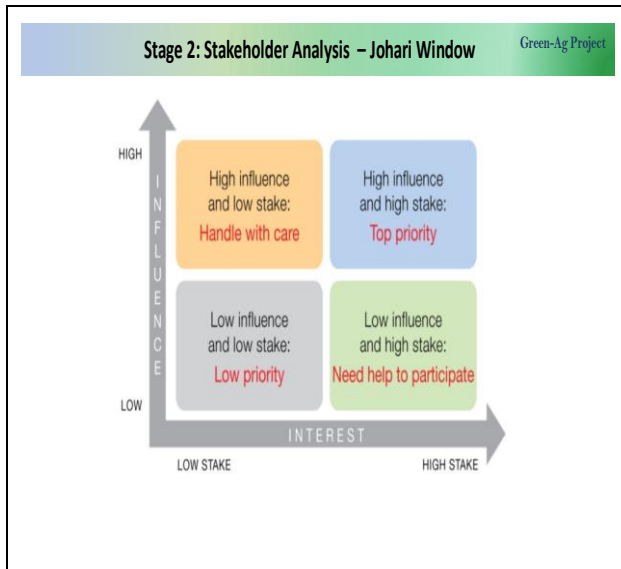 Stage 2: Stakeholder Analysis – Johari Window
Green-Ag Project
HIGH
INFLUENCE
LOW
High influence
and low stake:
Handle with care
High influence
and high stake:
Top priority
Low influence
and low stake:
Low priority
Low influence
and high stake:
Need help to participate
INTEREST
LOW STAKE
HIGH STAKE